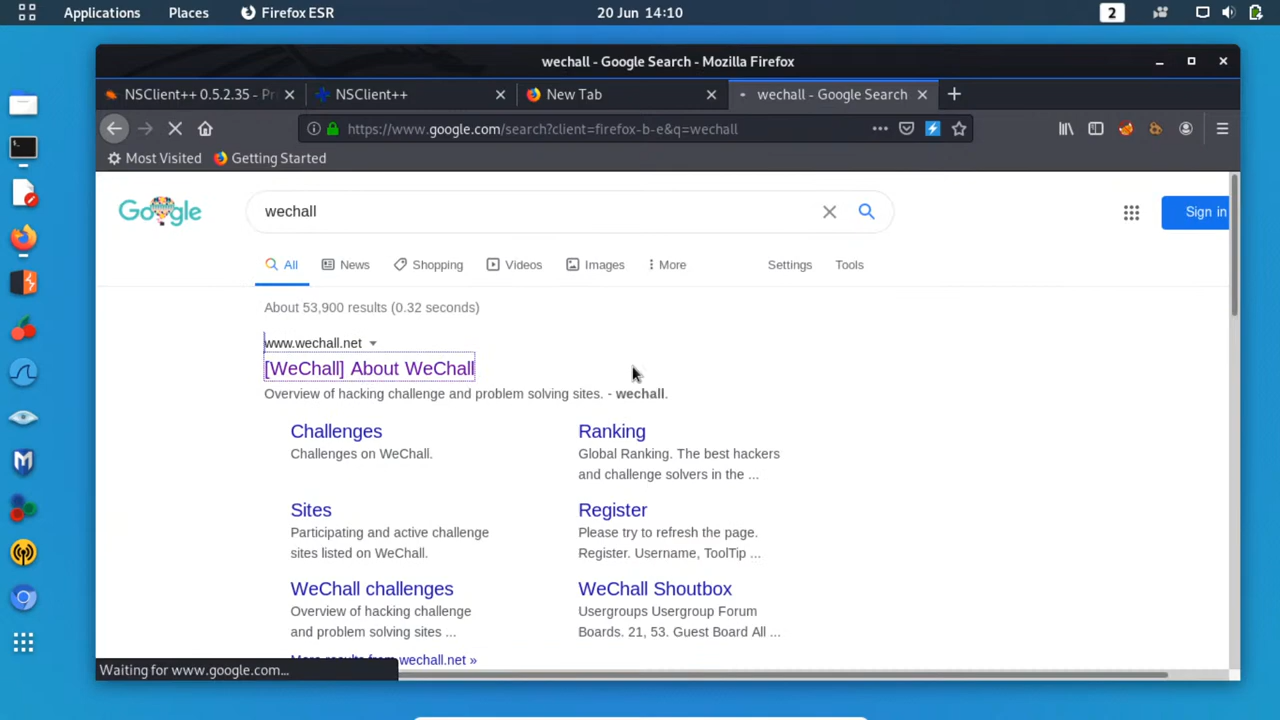 Applications Places Firefox ESR 20 Jun 14:10 2
wechall - Google Search - Mozilla Firefox
NSClient++ 0.5.2.35 - Pri NSClient++ New Tab wechall - Google Search
https://www.google.com/search?client=firefox-b-e&q=wechall
Most Visited Getting Started
Google wechall Sign in
All News Shopping Videos Images More Settings Tools
About 53,900 results (0.32 seconds)
www.wechall.net
[WeChall] About WeChall
Overview of hacking challenge and problem solving sites. - wechall.
Challenges
Challenges on WeChall.
Ranking
Global Ranking. The best hackers
and challenge solvers in the ...
Sites
Participating and active challenge
sites listed on WeChall.
Register
Please try to refresh the page.
Register. Username, ToolTip ...
WeChall challenges
Overview of hacking challenge
and problem solving sites ...
WeChall Shoutbox
Usergroups Usergroup Forum
Boards. 21, 53. Guest Board All ...
More results from wechall.net »
Waiting for www.google.com...